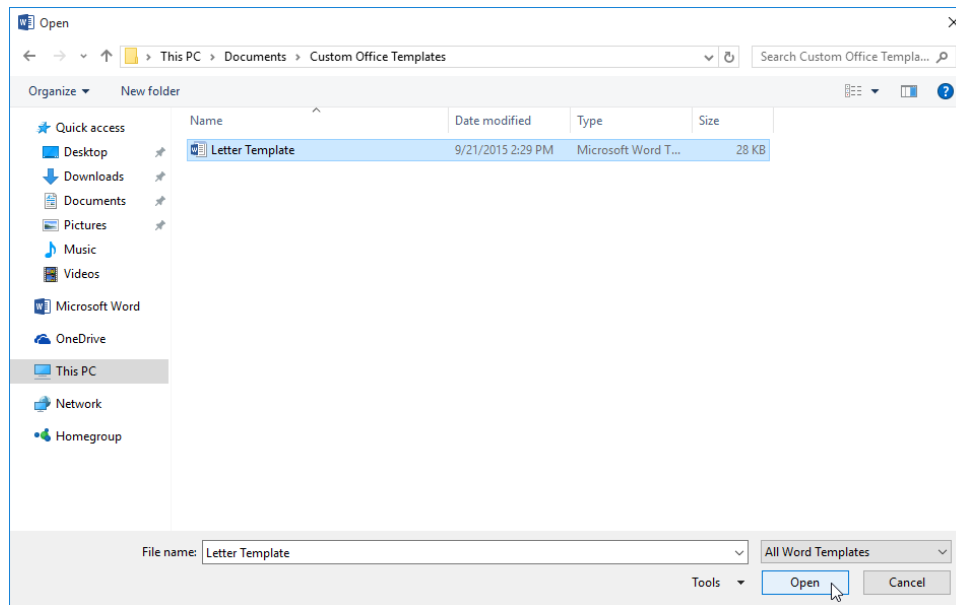 Open
This PC > Documents > Custom Office Templates
Search Custom Office Templa...
Organize New folder
Name Date modified Type Size
Letter Template 9/21/2015 2:29 PM Microsoft Word T... 28 KB
Quick access
Desktop
Downloads
Documents
Pictures
Music
Videos
Microsoft Word
OneDrive
This PC
Network
Homegroup
File name: Letter Template All Word Templates
Tools Open Cancel